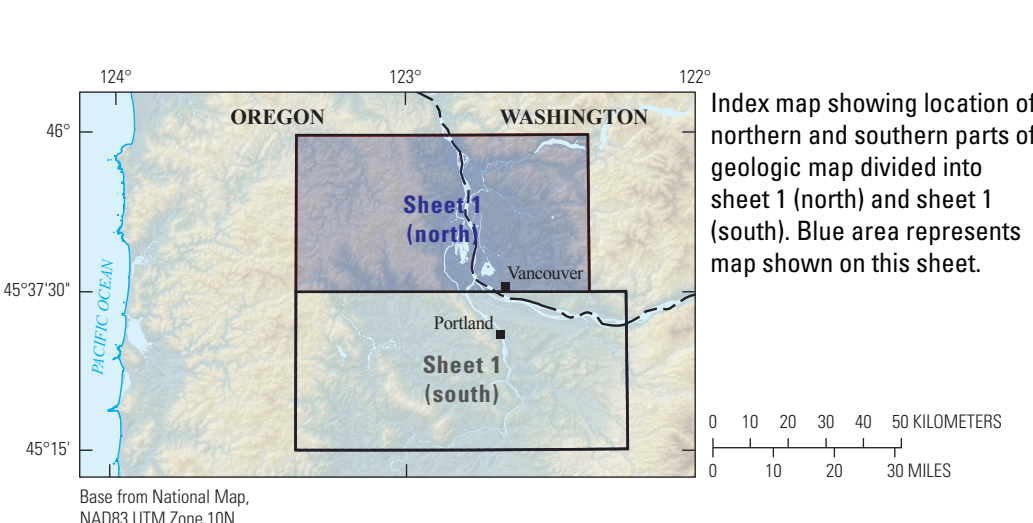 124°
123°
122°
46°
45°37'30"
45°15'
OREGON
WASHINGTON
PACIFIC OCEAN
Sheet 1
(north)
Vancouver
Portland
Sheet 1
(south)
Index map showing location of
northern and southern parts of
geologic map divided into
sheet 1 (north) and sheet 1
(south). Blue area represents
map shown on this sheet.
0 10 20 30 40 50 KILOMETERS
0 10 20 30 MILES
Base from National Map,
NAD83 UTM Zone 10N